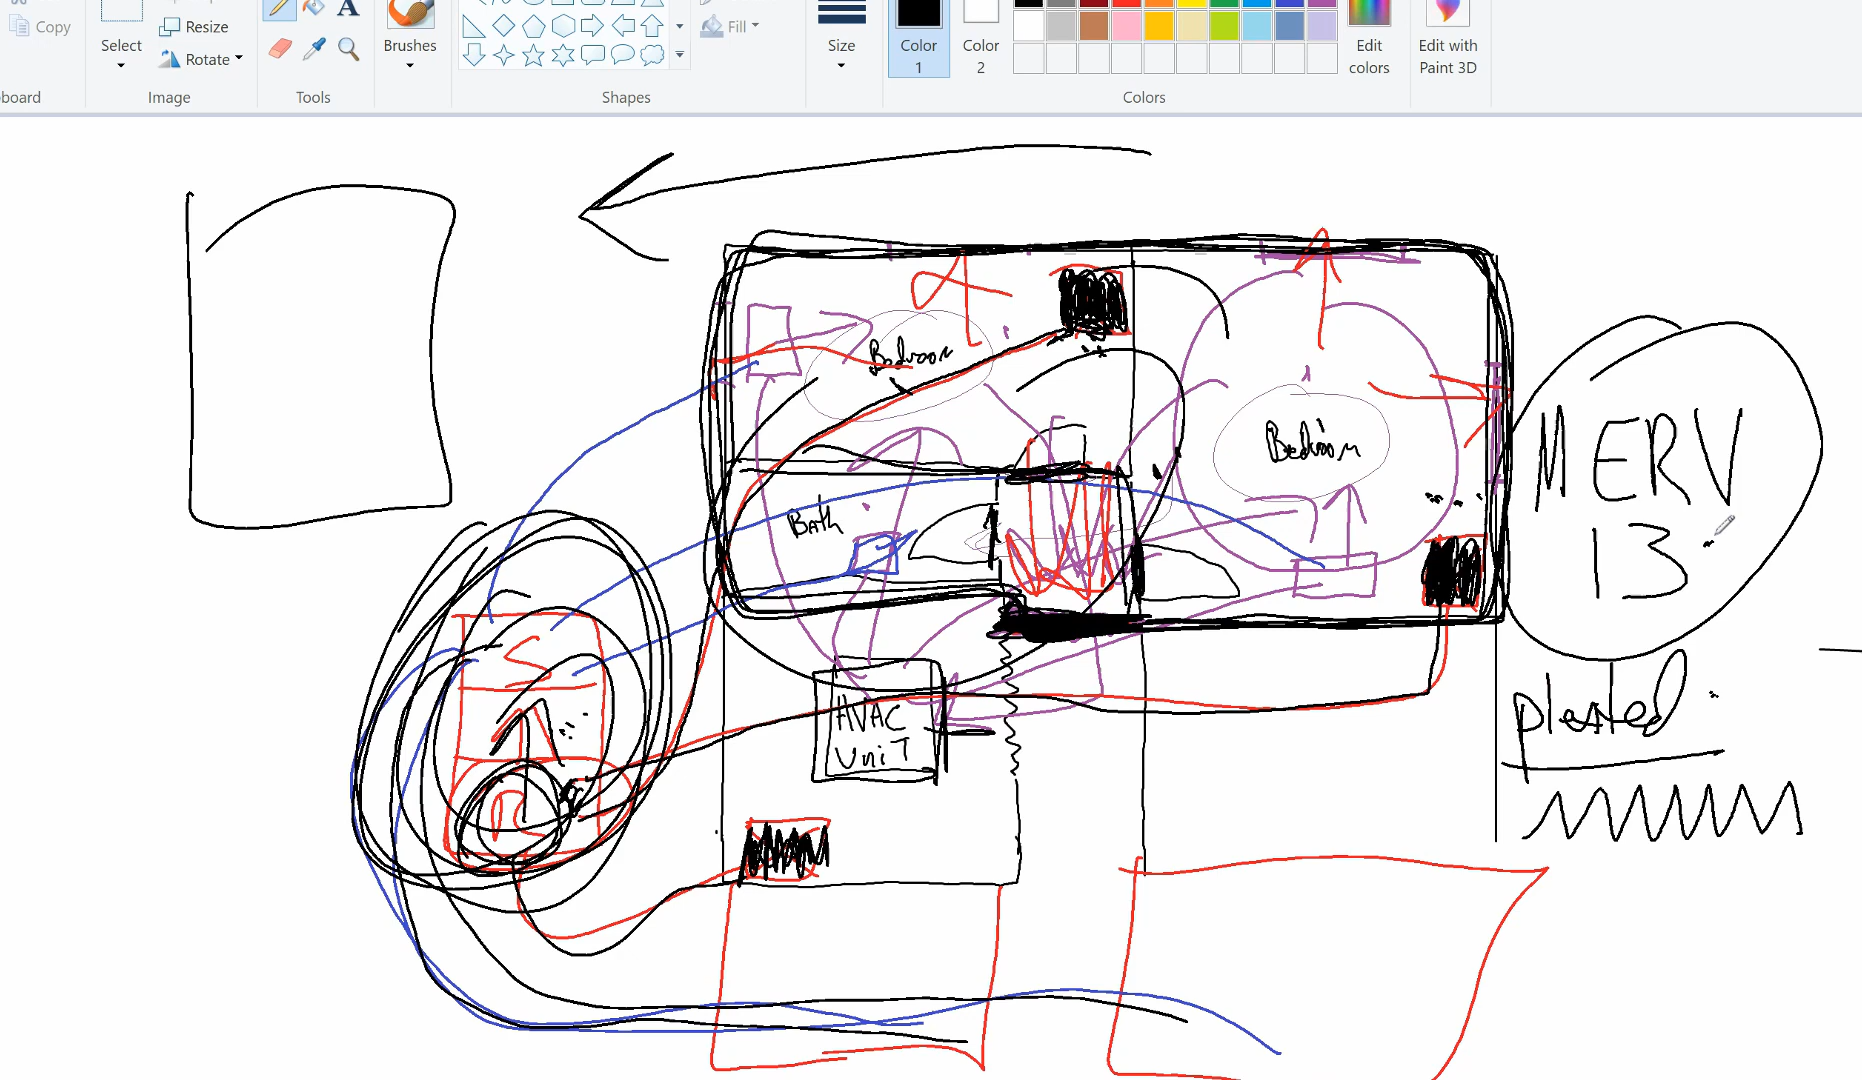 Copy
Select
Resize
Rotate
Brushes
Fill
Size
Color
1
Color
2
Edit
colors
Edit with
Paint 3D
board
Image
Tools
Shapes
Colors
A
Bedroom
Bedroom
Bath
MERV
13
S
R
HVAC
UniT
pleated